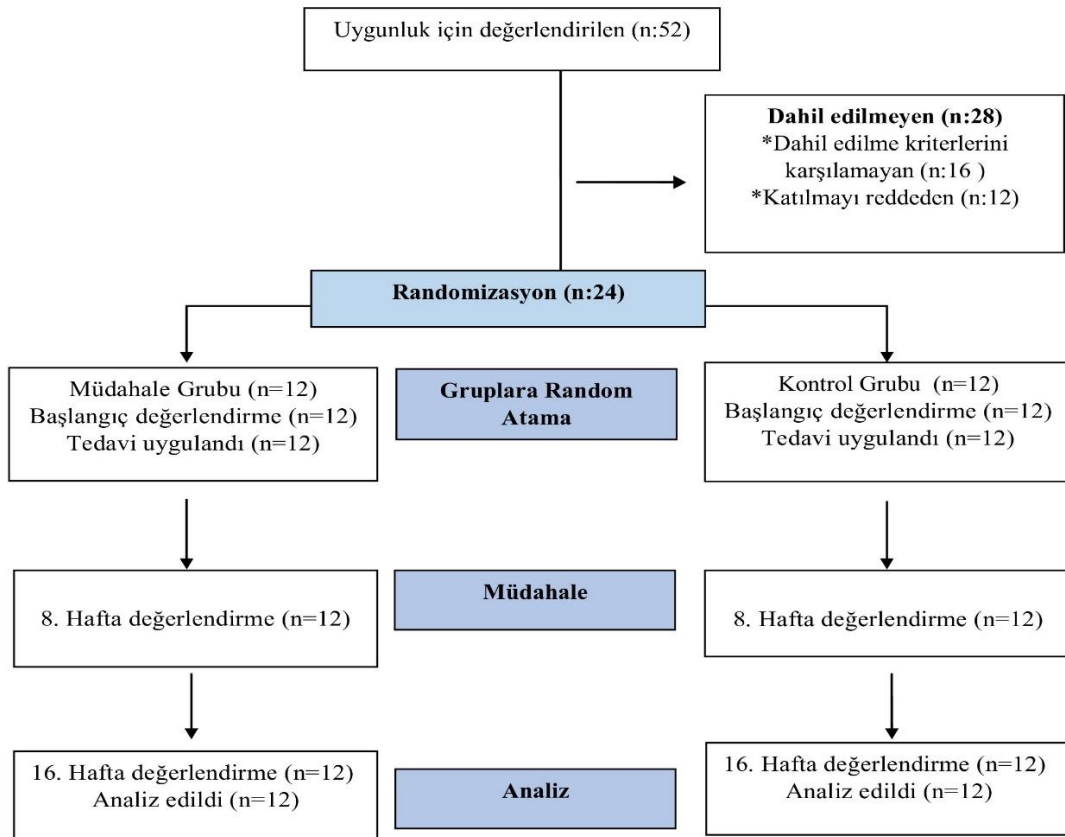 Uygunluk için değerlendirilen (n:52)
Dahil edilmeyen (n:28)
*Dahil edilme kriterlerini
karşılamayan (n:16 )
*Katılmayı reddeden (n:12)
Randomizasyon (n:24)
Müdahale Grubu (n=12)
Başlangıç değerlendirme (n=12)
Tedavi uygulandı (n=12)
Gruplara Random
Atama
Kontrol Grubu (n=12)
Başlangıç değerlendirme (n=12)
Tedavi uygulandı (n=12)
8. Hafta değerlendirme (n=12)
Müdahale
8. Hafta değerlendirme (n=12)
16. Hafta değerlendirme (n=12)
Analiz edildi (n=12)
Analiz
16. Hafta değerlendirme (n=12)
Analiz edildi (n=12)